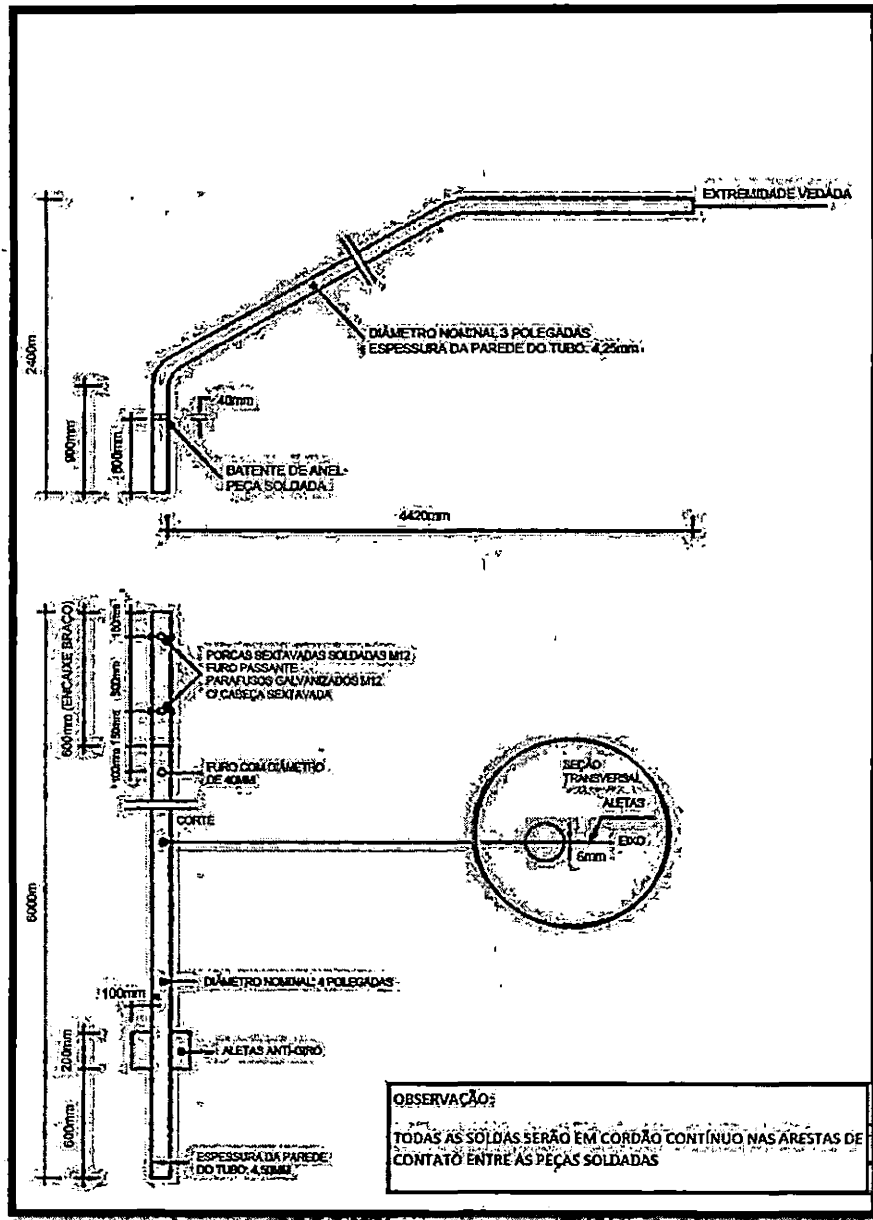 EXTREMIDADE VEDADA
DIÂMETRO NOMINAL 3 POLEGADAS
ESPESSURA DA PAREDE DO TUBO: 4,25mm
2400m
900mm
600mm
40mm
BATENTE DE ANEL
PEÇA SOLDADA
4420mm
600mm (ENCAIXE BRAÇO)
150mm
300mm
150mm
100mm
PORCAS SEXTAVADAS SOLDADAS M12
FURO PASSANTE
PARAFUSOS GALVANIZADOS M12
C/ CABEÇA SEXTAVADA
FURO COM DIÂMETRO
DE 40MM
CORTE
SEÇÃO
TRANSVERSAL
ALETAS
EIXO
6mm
6000m
DIÂMETRO NOMINAL: 4 POLEGADAS
100mm
200mm
ALETAS ANTI-GIRO
600mm
ESPESSURA DA PAREDE
DO TUBO: 4,50MM
OBSERVAÇÃO:
TODAS AS SOLDAS SERÃO EM CORDÃO CONTÍNUO NAS ARESTAS DE
CONTATO ENTRE AS PEÇAS SOLDADAS